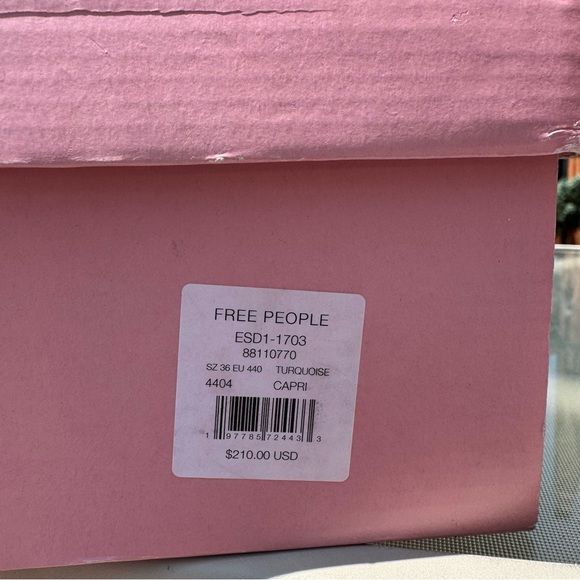 FREE PEOPLE
ESD1-1703
88110770
SZ 36 EU 440 TURQUOISE
4404 CAPRI
1 97785 72443 3
$210.00 USD